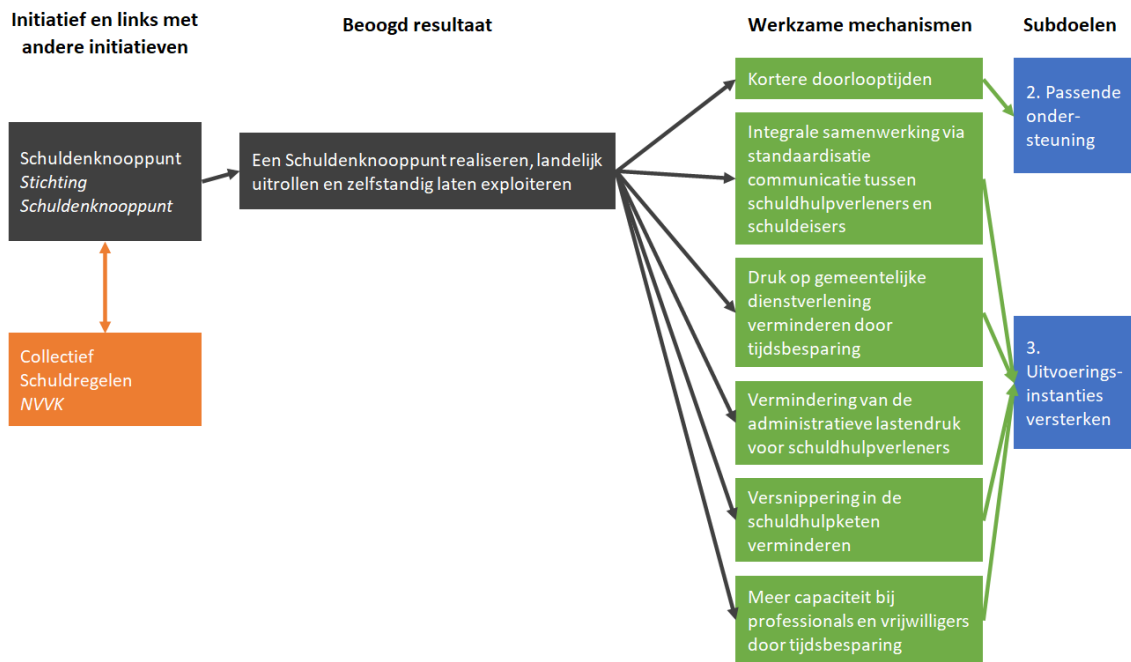 Initiatief en links met
andere initiatieven
Beoogd resultaat
Werkzame mechanismen
Subdoelen
Schuldenknooppunt
Stichting
Schuldenknooppunt
Collectief
Schuldregelen
NVVK
Een Schuldenknooppunt realiseren, landelijk
uitrollen en zelfstandig laten exploiteren
Kortere doorlooptijden
Integrale samenwerking via
standaardisatie
communicatie tussen
schuldhulpverleners en
schuldeisers
Druk op gemeentelijke
dienstverlening
verminderen door
tijdsbesparing
Vermindering van de
administratieve lastendruk
voor schuldhulpverleners
Versnippering in de
schuldhulpketen
verminderen
Meer capaciteit bij
professionals en vrijwilligers
door tijdsbesparing
2. Passende
onder-
steuning
3.
Uitvoerings-
instanties
versterken